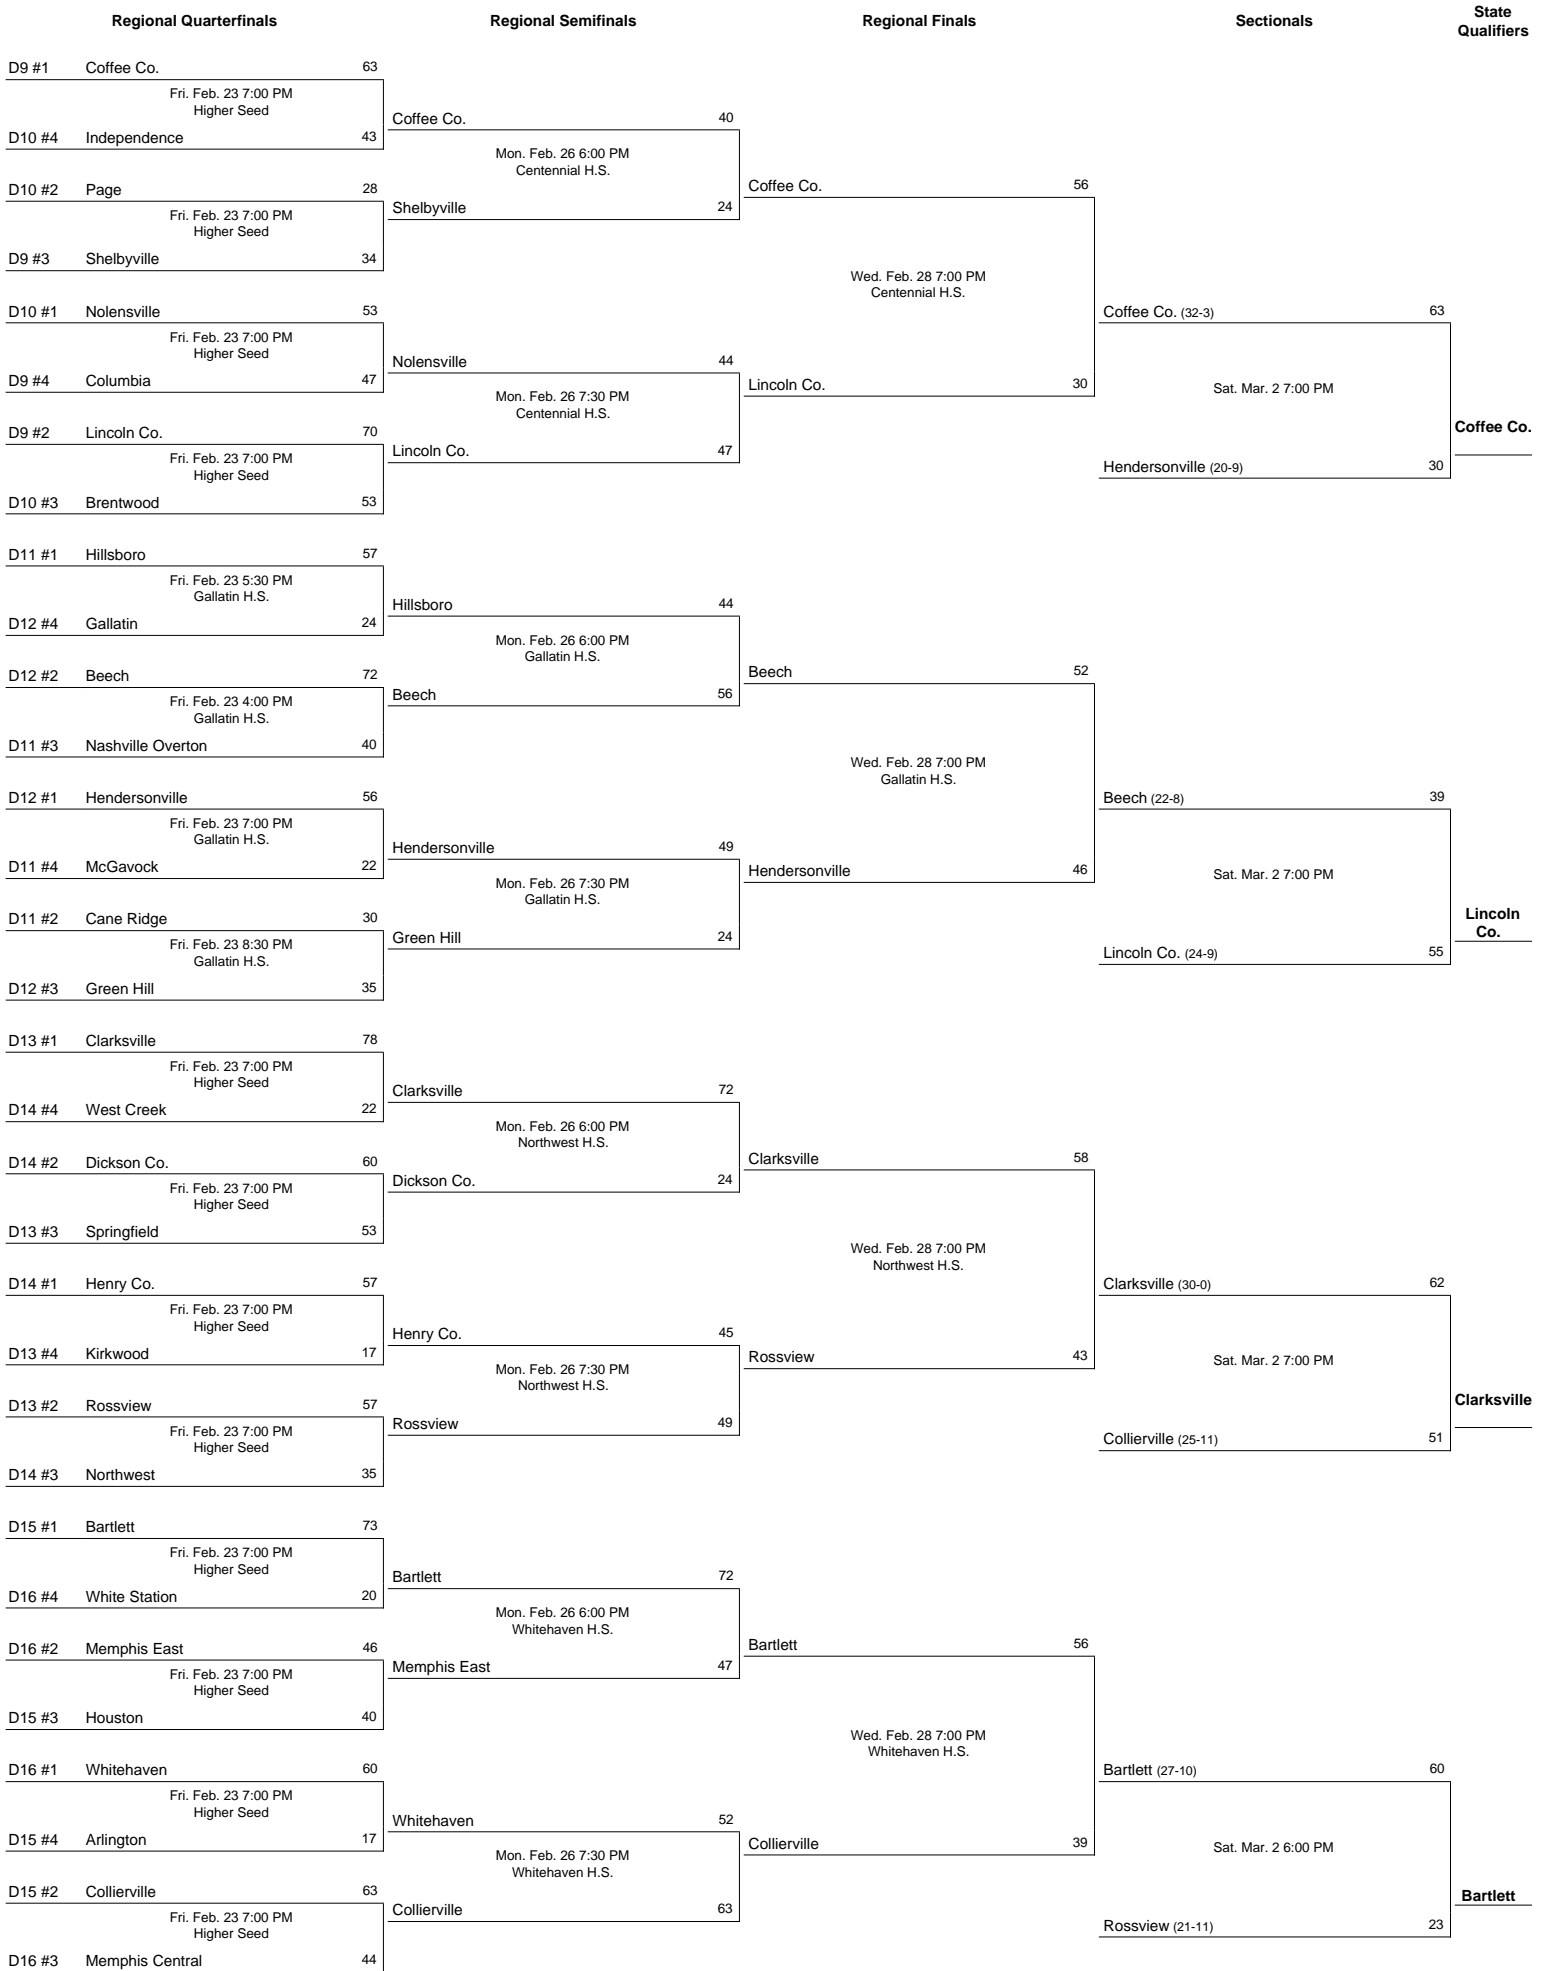 Regional Quarterfinals
Regional Semifinals
Regional Finals
Sectionals
State
Qualifiers
D9 #1 Coffee Co. 63
Fri. Feb. 23 7:00 PM
Higher Seed
D10 #4 Independence 43
D10 #2 Page 28
Fri. Feb. 23 7:00 PM
Higher Seed
D9 #3 Shelbyville 34
D10 #1 Nolensville 53
Fri. Feb. 23 7:00 PM
Higher Seed
D9 #4 Columbia 47
D9 #2 Lincoln Co. 70
Fri. Feb. 23 7:00 PM
Higher Seed
D10 #3 Brentwood 53
D11 #1 Hillsboro 57
Fri. Feb. 23 5:30 PM
Gallatin H.S.
D12 #4 Gallatin 24
D12 #2 Beech 72
Fri. Feb. 23 4:00 PM
Gallatin H.S.
D11 #3 Nashville Overton 40
D12 #1 Hendersonville 56
Fri. Feb. 23 7:00 PM
Gallatin H.S.
D11 #4 McGavock 22
D11 #2 Cane Ridge 30
Fri. Feb. 23 8:30 PM
Gallatin H.S.
D12 #3 Green Hill 35
D13 #1 Clarksville 78
Fri. Feb. 23 7:00 PM
Higher Seed
D14 #4 West Creek 22
D14 #2 Dickson Co. 60
Fri. Feb. 23 7:00 PM
Higher Seed
D13 #3 Springfield 53
D14 #1 Henry Co. 57
Fri. Feb. 23 7:00 PM
Higher Seed
D13 #4 Kirkwood 17
D13 #2 Rossview 57
Fri. Feb. 23 7:00 PM
Higher Seed
D14 #3 Northwest 35
D15 #1 Bartlett 73
Fri. Feb. 23 7:00 PM
Higher Seed
D16 #4 White Station 20
D16 #2 Memphis East 46
Fri. Feb. 23 7:00 PM
Higher Seed
D15 #3 Houston 40
D16 #1 Whitehaven 60
Fri. Feb. 23 7:00 PM
Higher Seed
D15 #4 Arlington 17
D15 #2 Collierville 63
Fri. Feb. 23 7:00 PM
Higher Seed
D16 #3 Memphis Central 44
Coffee Co. 40
Mon. Feb. 26 6:00 PM
Centennial H.S.
Shelbyville 24
Nolensville 44
Mon. Feb. 26 7:30 PM
Centennial H.S.
Lincoln Co. 47
Hillsboro 44
Mon. Feb. 26 6:00 PM
Gallatin H.S.
Beech 56
Hendersonville 49
Mon. Feb. 26 7:30 PM
Gallatin H.S.
Green Hill 24
Clarksville 72
Mon. Feb. 26 6:00 PM
Northwest H.S.
Dickson Co. 24
Henry Co. 45
Mon. Feb. 26 7:30 PM
Northwest H.S.
Rossview 49
Bartlett 72
Mon. Feb. 26 6:00 PM
Whitehaven H.S.
Memphis East 47
Whitehaven 52
Mon. Feb. 26 7:30 PM
Whitehaven H.S.
Collierville 63
Coffee Co. 56
Wed. Feb. 28 7:00 PM
Centennial H.S.
Lincoln Co. 30
Beech 52
Wed. Feb. 28 7:00 PM
Gallatin H.S.
Hendersonville 46
Clarksville 58
Wed. Feb. 28 7:00 PM
Northwest H.S.
Rossview 43
Bartlett 56
Wed. Feb. 28 7:00 PM
Whitehaven H.S.
Collierville 39
Coffee Co. (32-3) 63
Sat. Mar. 2 7:00 PM
Hendersonville (20-9) 30
Beech (22-8) 39
Sat. Mar. 2 7:00 PM
Lincoln Co. (24-9) 55
Clarksville (30-0) 62
Sat. Mar. 2 7:00 PM
Collierville (25-11) 51
Bartlett (27-10) 60
Sat. Mar. 2 6:00 PM
Rossview (21-11) 23
Coffee Co.
Lincoln
Co.
Clarksville
Bartlett